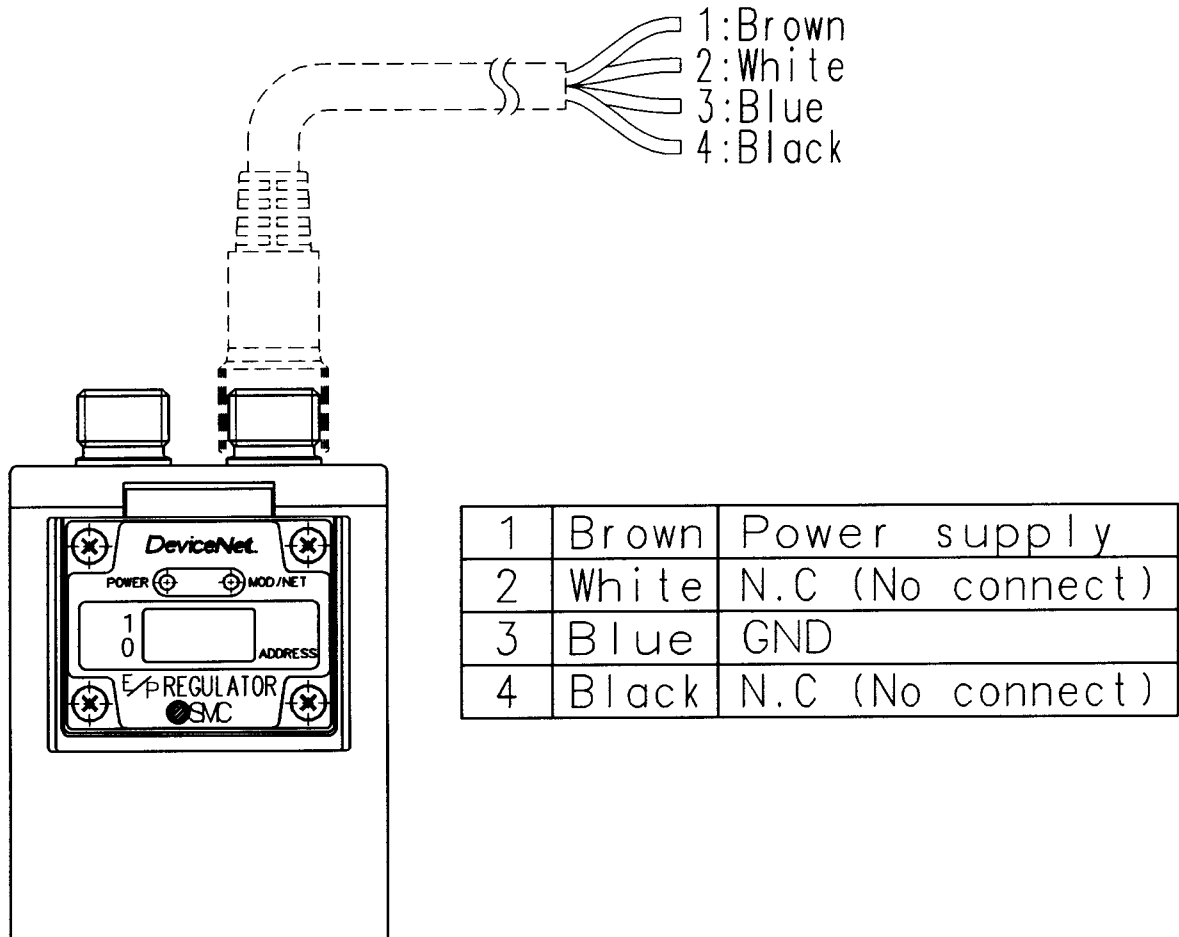 1:Brown
2:White
3:Blue
4:Black
DeviceNet.
POWER MOD/NET
1
0
ADDRESS
E/P REGULATOR
SMC
1 Brown Power supply
2 White N.C (No connect)
3 Blue GND
4 Black N.C (No connect)